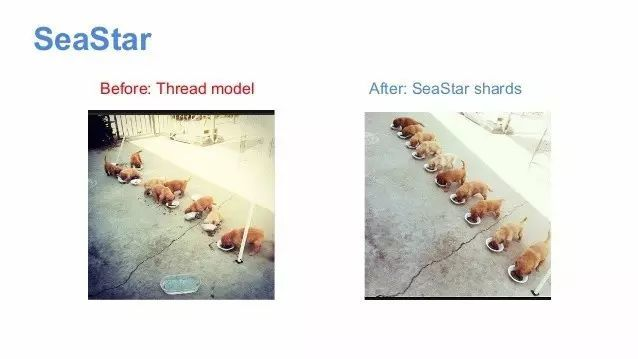 SeaStar
Before: Thread model
After: SeaStar shards